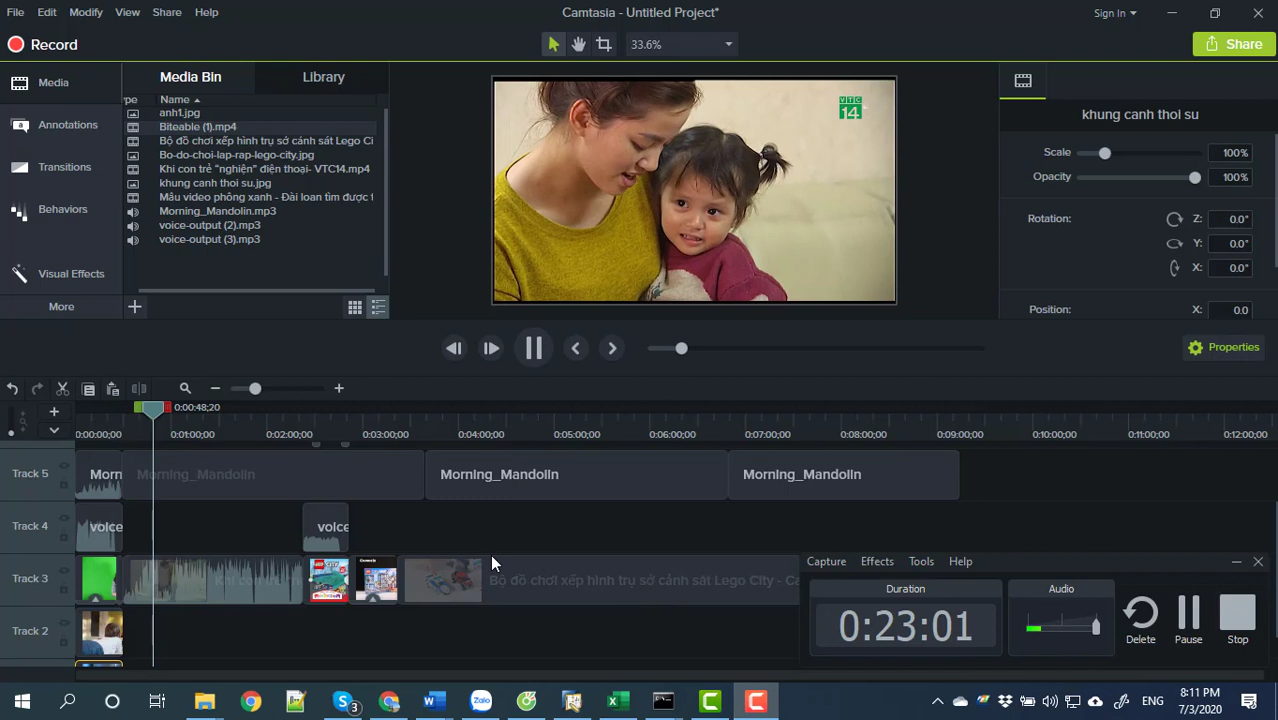 File Edit Modify View Share Help
Camtasia - Untitled Project*
Sign In
Record
33.6%
Share
Media
Annotations
Transitions
Behaviors
Visual Effects
More
Media Bin
Library
ype Name
anh1.jpg
Biteable (1).mp4
Bộ đồ chơi xếp hình trụ sở cảnh sát Lego Ci
Bo-do-choi-lap-rap-lego-city.jpg
Khi con trẻ "nghiện" điện thoại- VTC14.mp4
khung canh thoi su.jpg
Mẫu video phông xanh - Đài loan tìm được t
Morning_Mandolin.mp3
voice-output (2).mp3
voice-output (3).mp3
VTC
14
khung canh thoi su
Scale 100%
Opacity 100%
Rotation: Z: 0.0°
Y: 0.0°
X: 0.0°
Position: X: 0.0
Properties
0:00:48;20
0:00:00;00 0:01:00;00 0:02:00;00 0:03:00;00 0:04:00;00 0:05:00;00 0:06:00;00 0:07:00;00 0:08:00;00 0:09:00;00 0:10:00;00 0:11:00;00 0:12:00;00
Track 5
Morn Morning_Mandolin Morning_Mandolin Morning_Mandolin
Track 4
voice voice
Track 3
Khi con
Bộ đồ chơi xếp hình trụ sở cảnh sát Lego City - Ca
Track 2
Capture Effects Tools Help
Duration
0:23:01
Audio
Delete Pause Stop
3
ENG
8:11 PM
7/3/2020